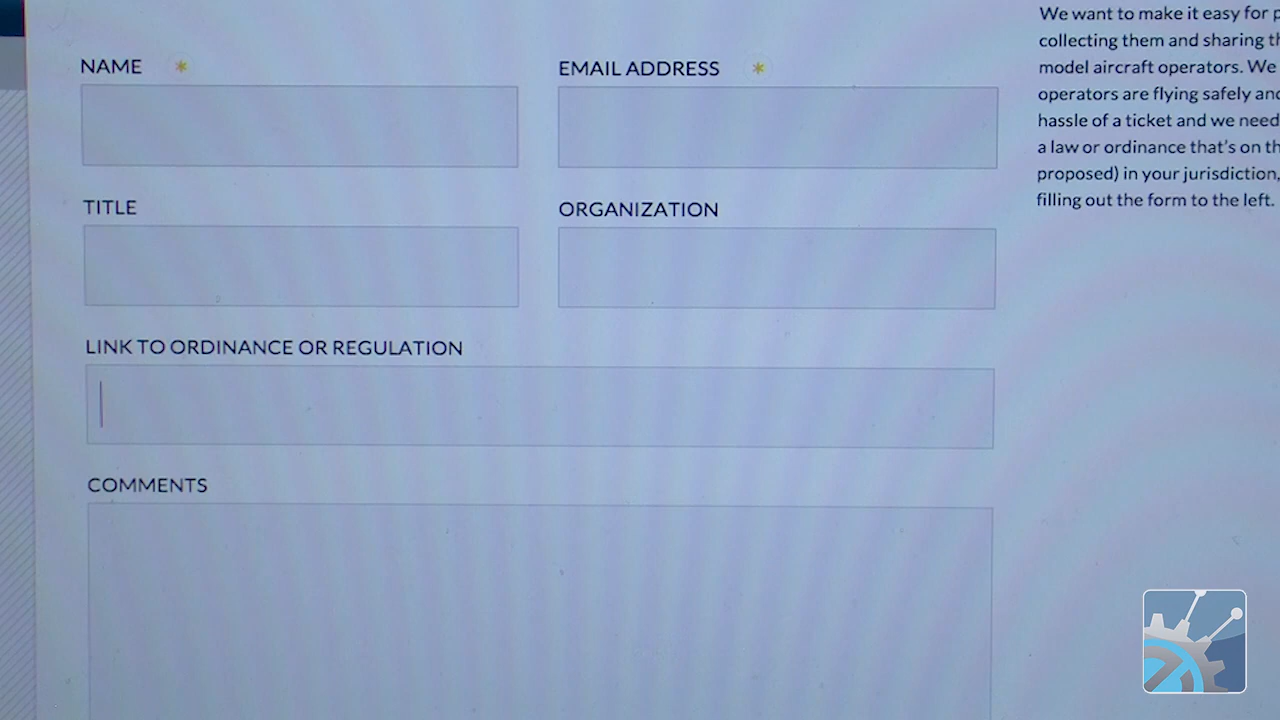 NAME *
EMAIL ADDRESS *
TITLE
ORGANIZATION
LINK TO ORDINANCE OR REGULATION
COMMENTS
We want to make it easy for
collecting them and sharing
model aircraft operators. We
operators are flying safely
hassle of a ticket and we need
a law or ordinance that's on
proposed) in your jurisdiction,
filling out the form to the left.